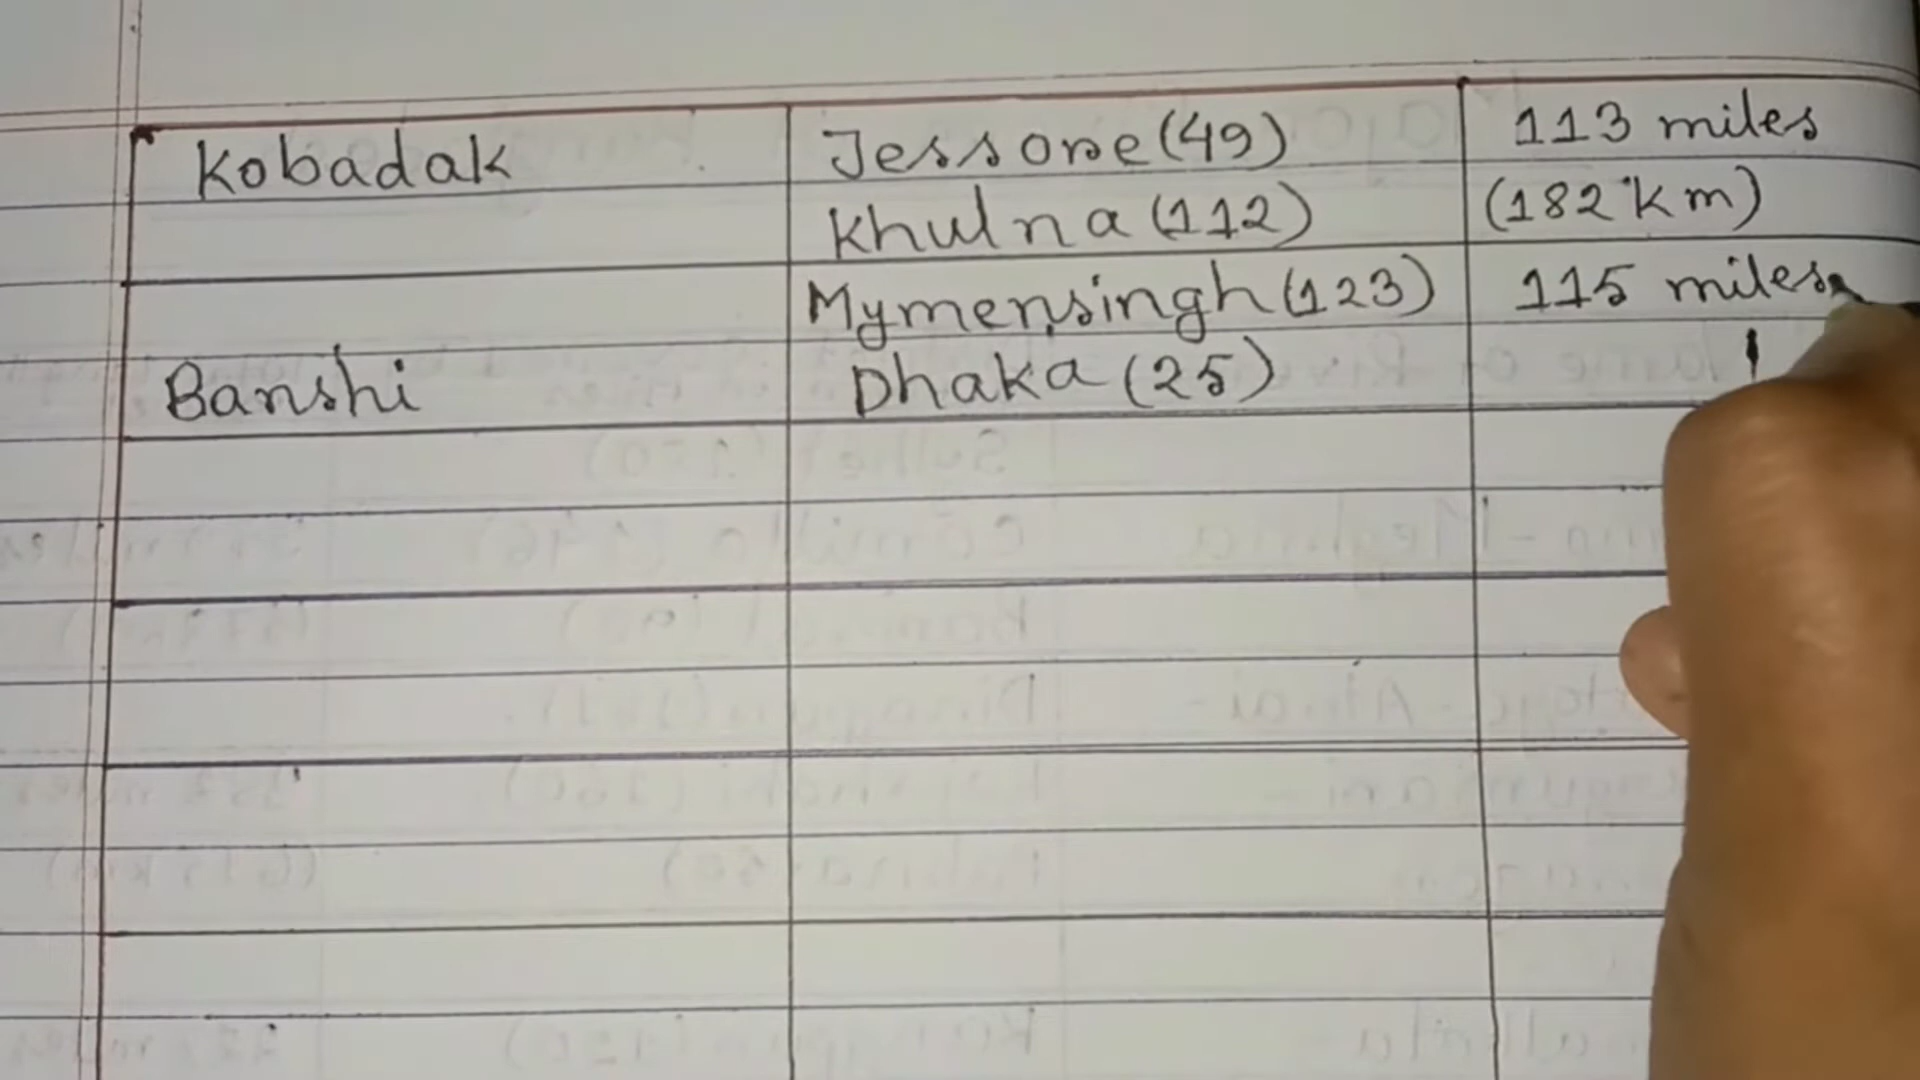 Kobadak Jessore (49) 113 miles
Khulna (112) (182 km)
Mymensingh (123) 115 miles
Banshi Dhaka (25)